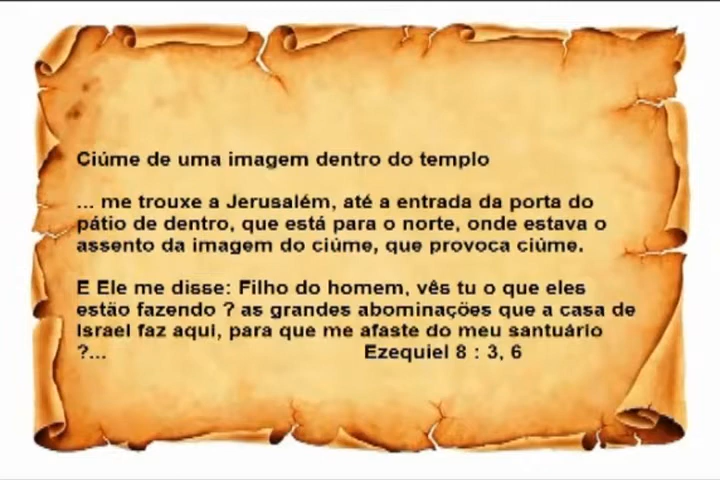 Ciúme de uma imagem dentro do templo
... me trouxe a Jerusalém, até a entrada da porta do
pátio de dentro, que está para o norte, onde estava o
assento da imagem do ciúme, que provoca ciúme.
E Ele me disse: Filho do homem, vês tu o que eles
estão fazendo ? as grandes abominações que a casa de
Israel faz aqui, para que me afaste do meu santuário
?... Ezequiel 8 : 3, 6